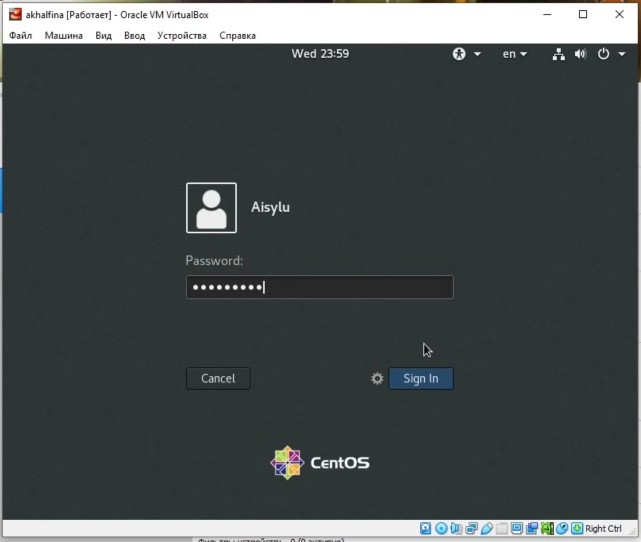 akhalfina [Работает] - Oracle VM VirtualBox
Файл Машина Вид Ввод Устройства Справка
Wed 23:59
en
Aisylu
Password:
•••••••••
Cancel
Sign In
CentOS
Right Ctrl